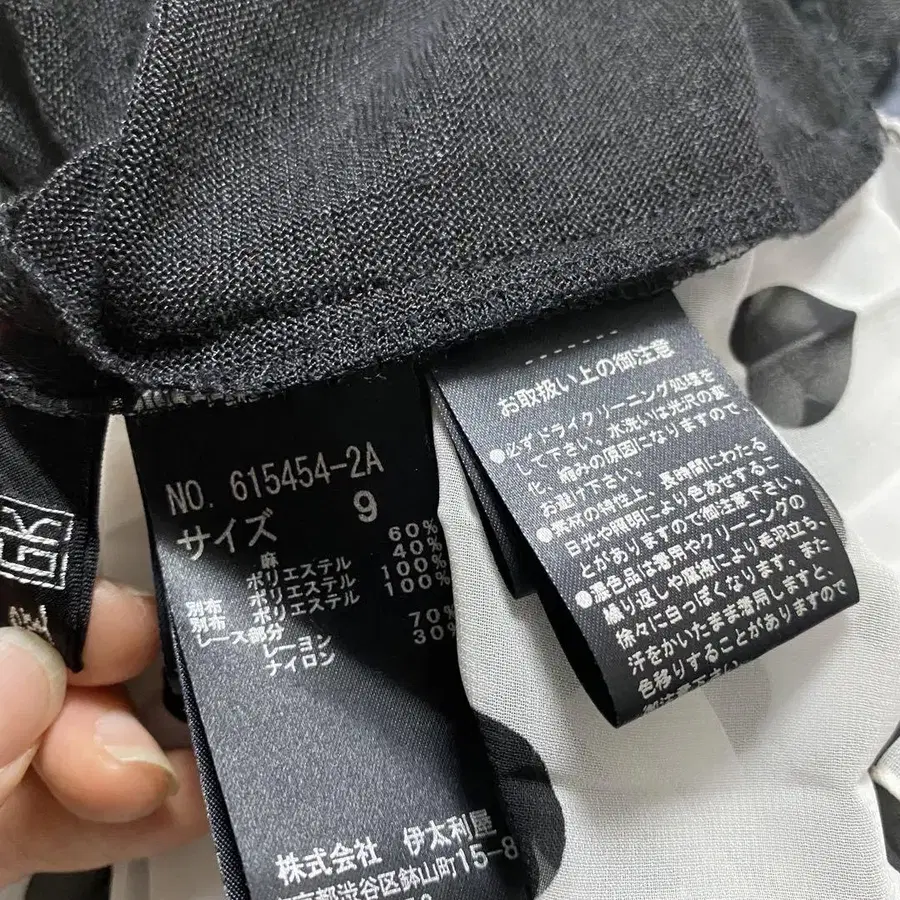 GK
NO. 615454-2A
サイズ 9
麻 60%
ポリエステル 40%
別布 ポリエステル 100%
別布 ポリエステル 100%
レース部分
レーヨン 70%
ナイロン 30%
株式会社 伊太利屋
京都渋谷区鉢山町15-8
お取扱い上の御注意
●必ずドライクリーニング処理を
して下さい。水洗いは光沢の変
化、縮みの原因になりますので、
お避け下さい。
●素材の特性上、長時間にわたる
日光や照明により色あせするこ
とがありますので御注意下さい。
●濃色品は着用やクリーニングの
繰り返しや摩擦により毛羽立ち、
徐々に白っぽくなります。また
汗をかいたまま着用しますと、
色移りすることがありますので
御注意下さい。